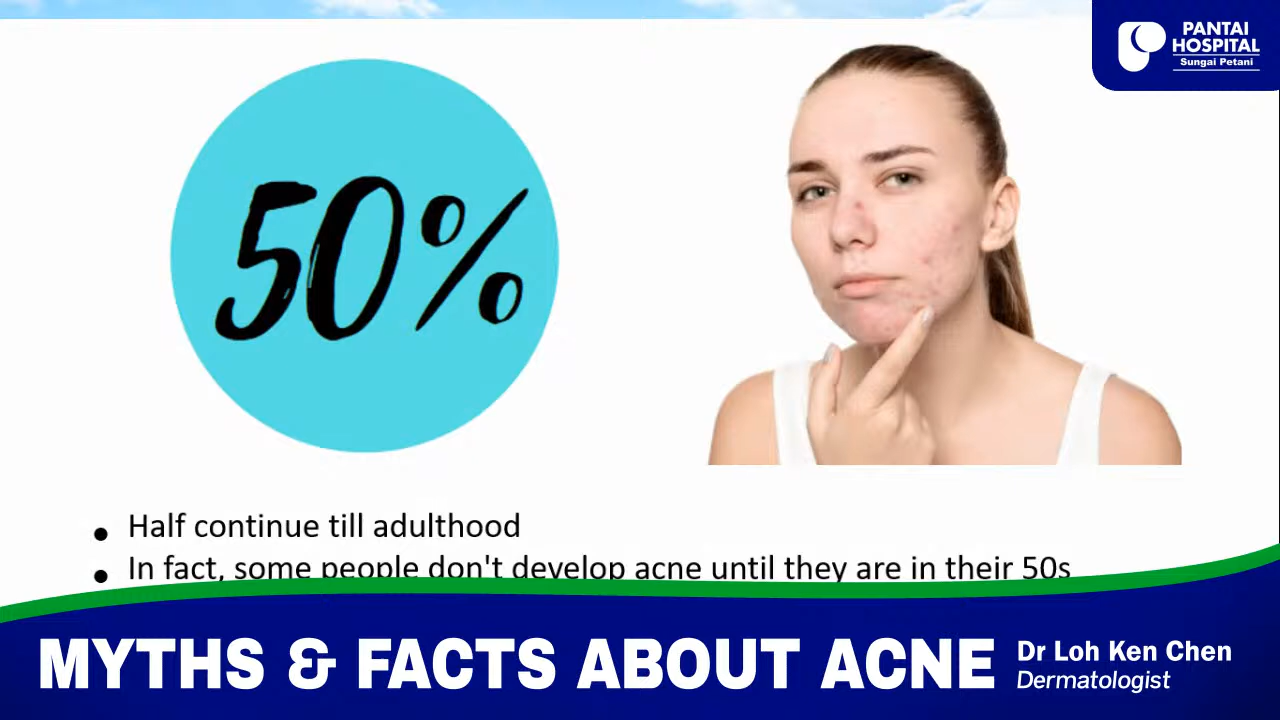 PANTAI
HOSPITAL
Sungai Petani
50%
• Half continue till adulthood
• In fact, some people don't develop acne until they are in their 50s
MYTHS & FACTS ABOUT ACNE
Dr Loh Ken Chen
Dermatologist